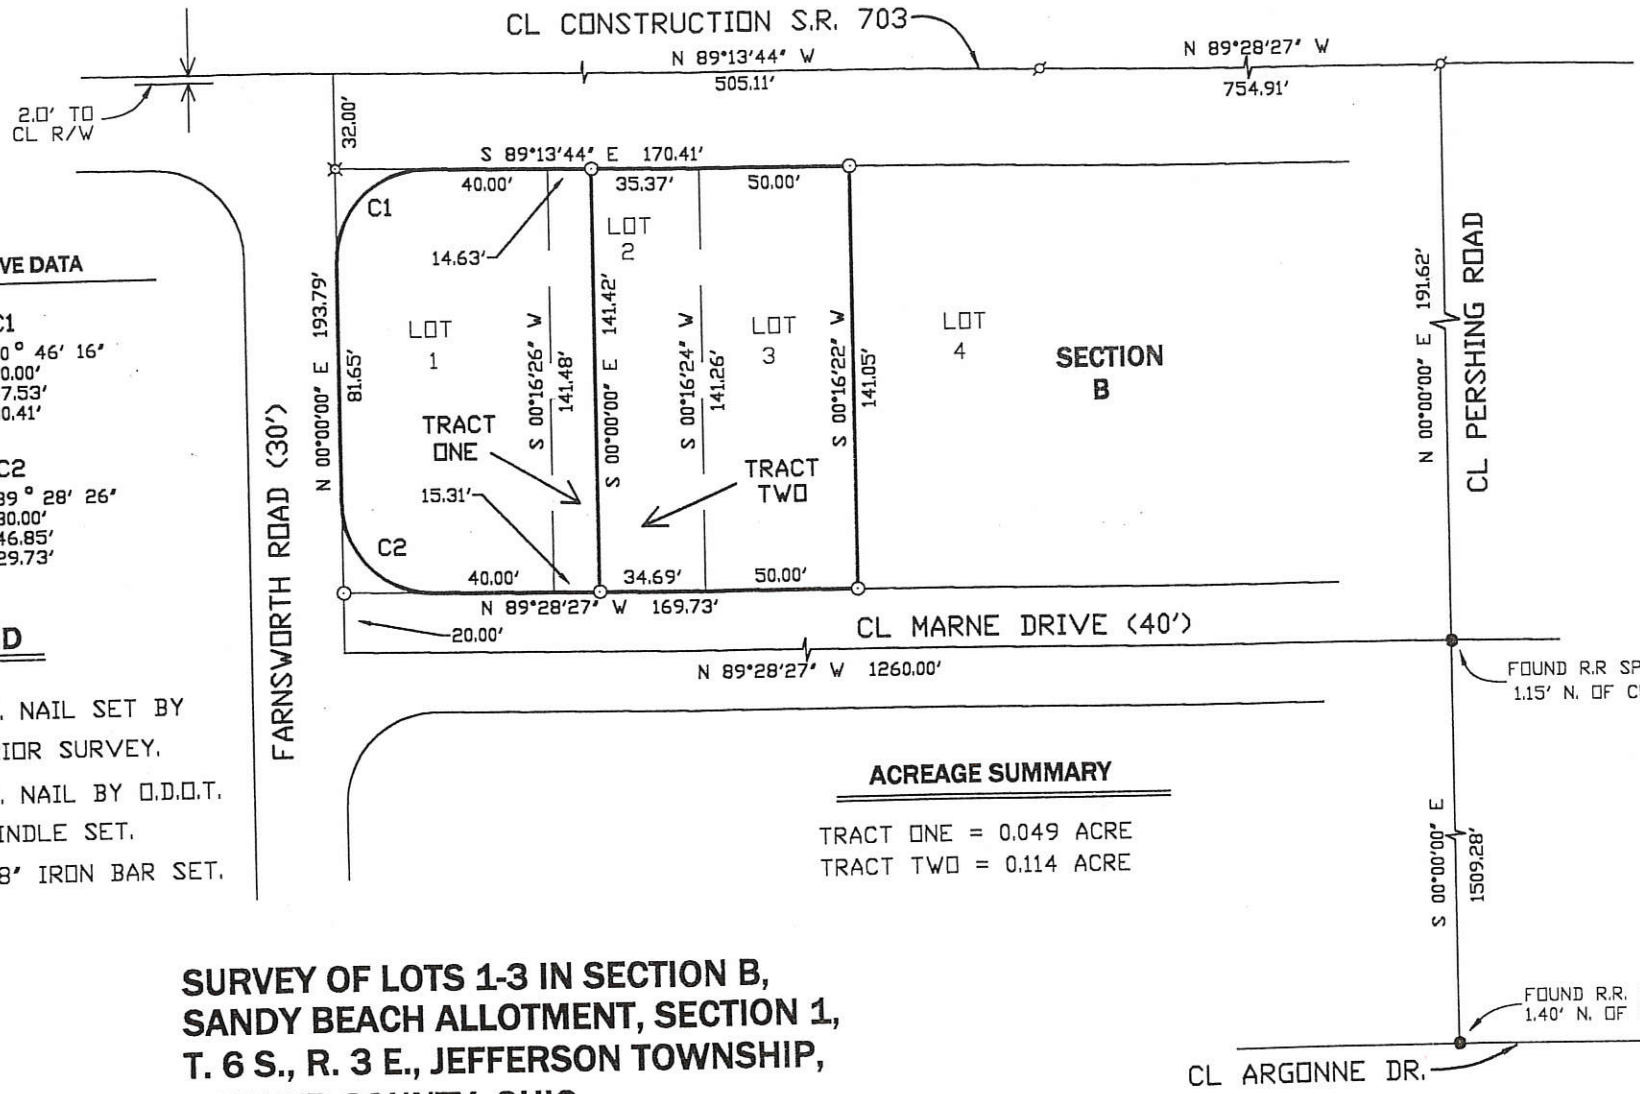 CL CONSTRUCTION S.R. 703
N 89°13'44" W
505.11'
N 89°28'27" W
754.91'
2.0' TO
CL R/W
32.00'
S 89°13'44" E 170.41'
40.00'
35.37'
50.00'
C1
14.63'
LOT
2
VE DATA
C1
0° 46' 16"
0.00'
7.53'
0.41'
C2
39° 28' 26"
30.00'
46.85'
29.73'
N 00°00'00" E 193.79'
81.65'
LOT
1
S 00°16'26" W
141.48'
S 00°00'00" E 141.42'
S 00°16'24" W
141.26'
LOT
3
S 00°16'22" W
141.05'
LOT
4
SECTION
B
N 00°00'00" E 191.62'
CL PERSHING ROAD
TRACT
ONE
TRACT
TWO
15.31'
C2
40.00'
34.69'
50.00'
N 89°28'27" W 169.73'
20.00'
CL MARNE DRIVE (40')
N 89°28'27" W 1260.00'
FARNSWORTH ROAD (30')
FOUND R.R SP
1.15' N. OF C
D
. NAIL SET BY
IOR SURVEY.
. NAIL BY O.D.O.T.
INDLE SET.
8" IRON BAR SET.
ACREAGE SUMMARY
TRACT ONE = 0.049 ACRE
TRACT TWO = 0.114 ACRE
S 00°00'00" E
1509.28'
FOUND R.R.
1.40' N. OF
CL ARGONNE DR.
SURVEY OF LOTS 1-3 IN SECTION B,
SANDY BEACH ALLOTMENT, SECTION 1,
T. 6 S., R. 3 E., JEFFERSON TOWNSHIP,
COUNTY, OHIO